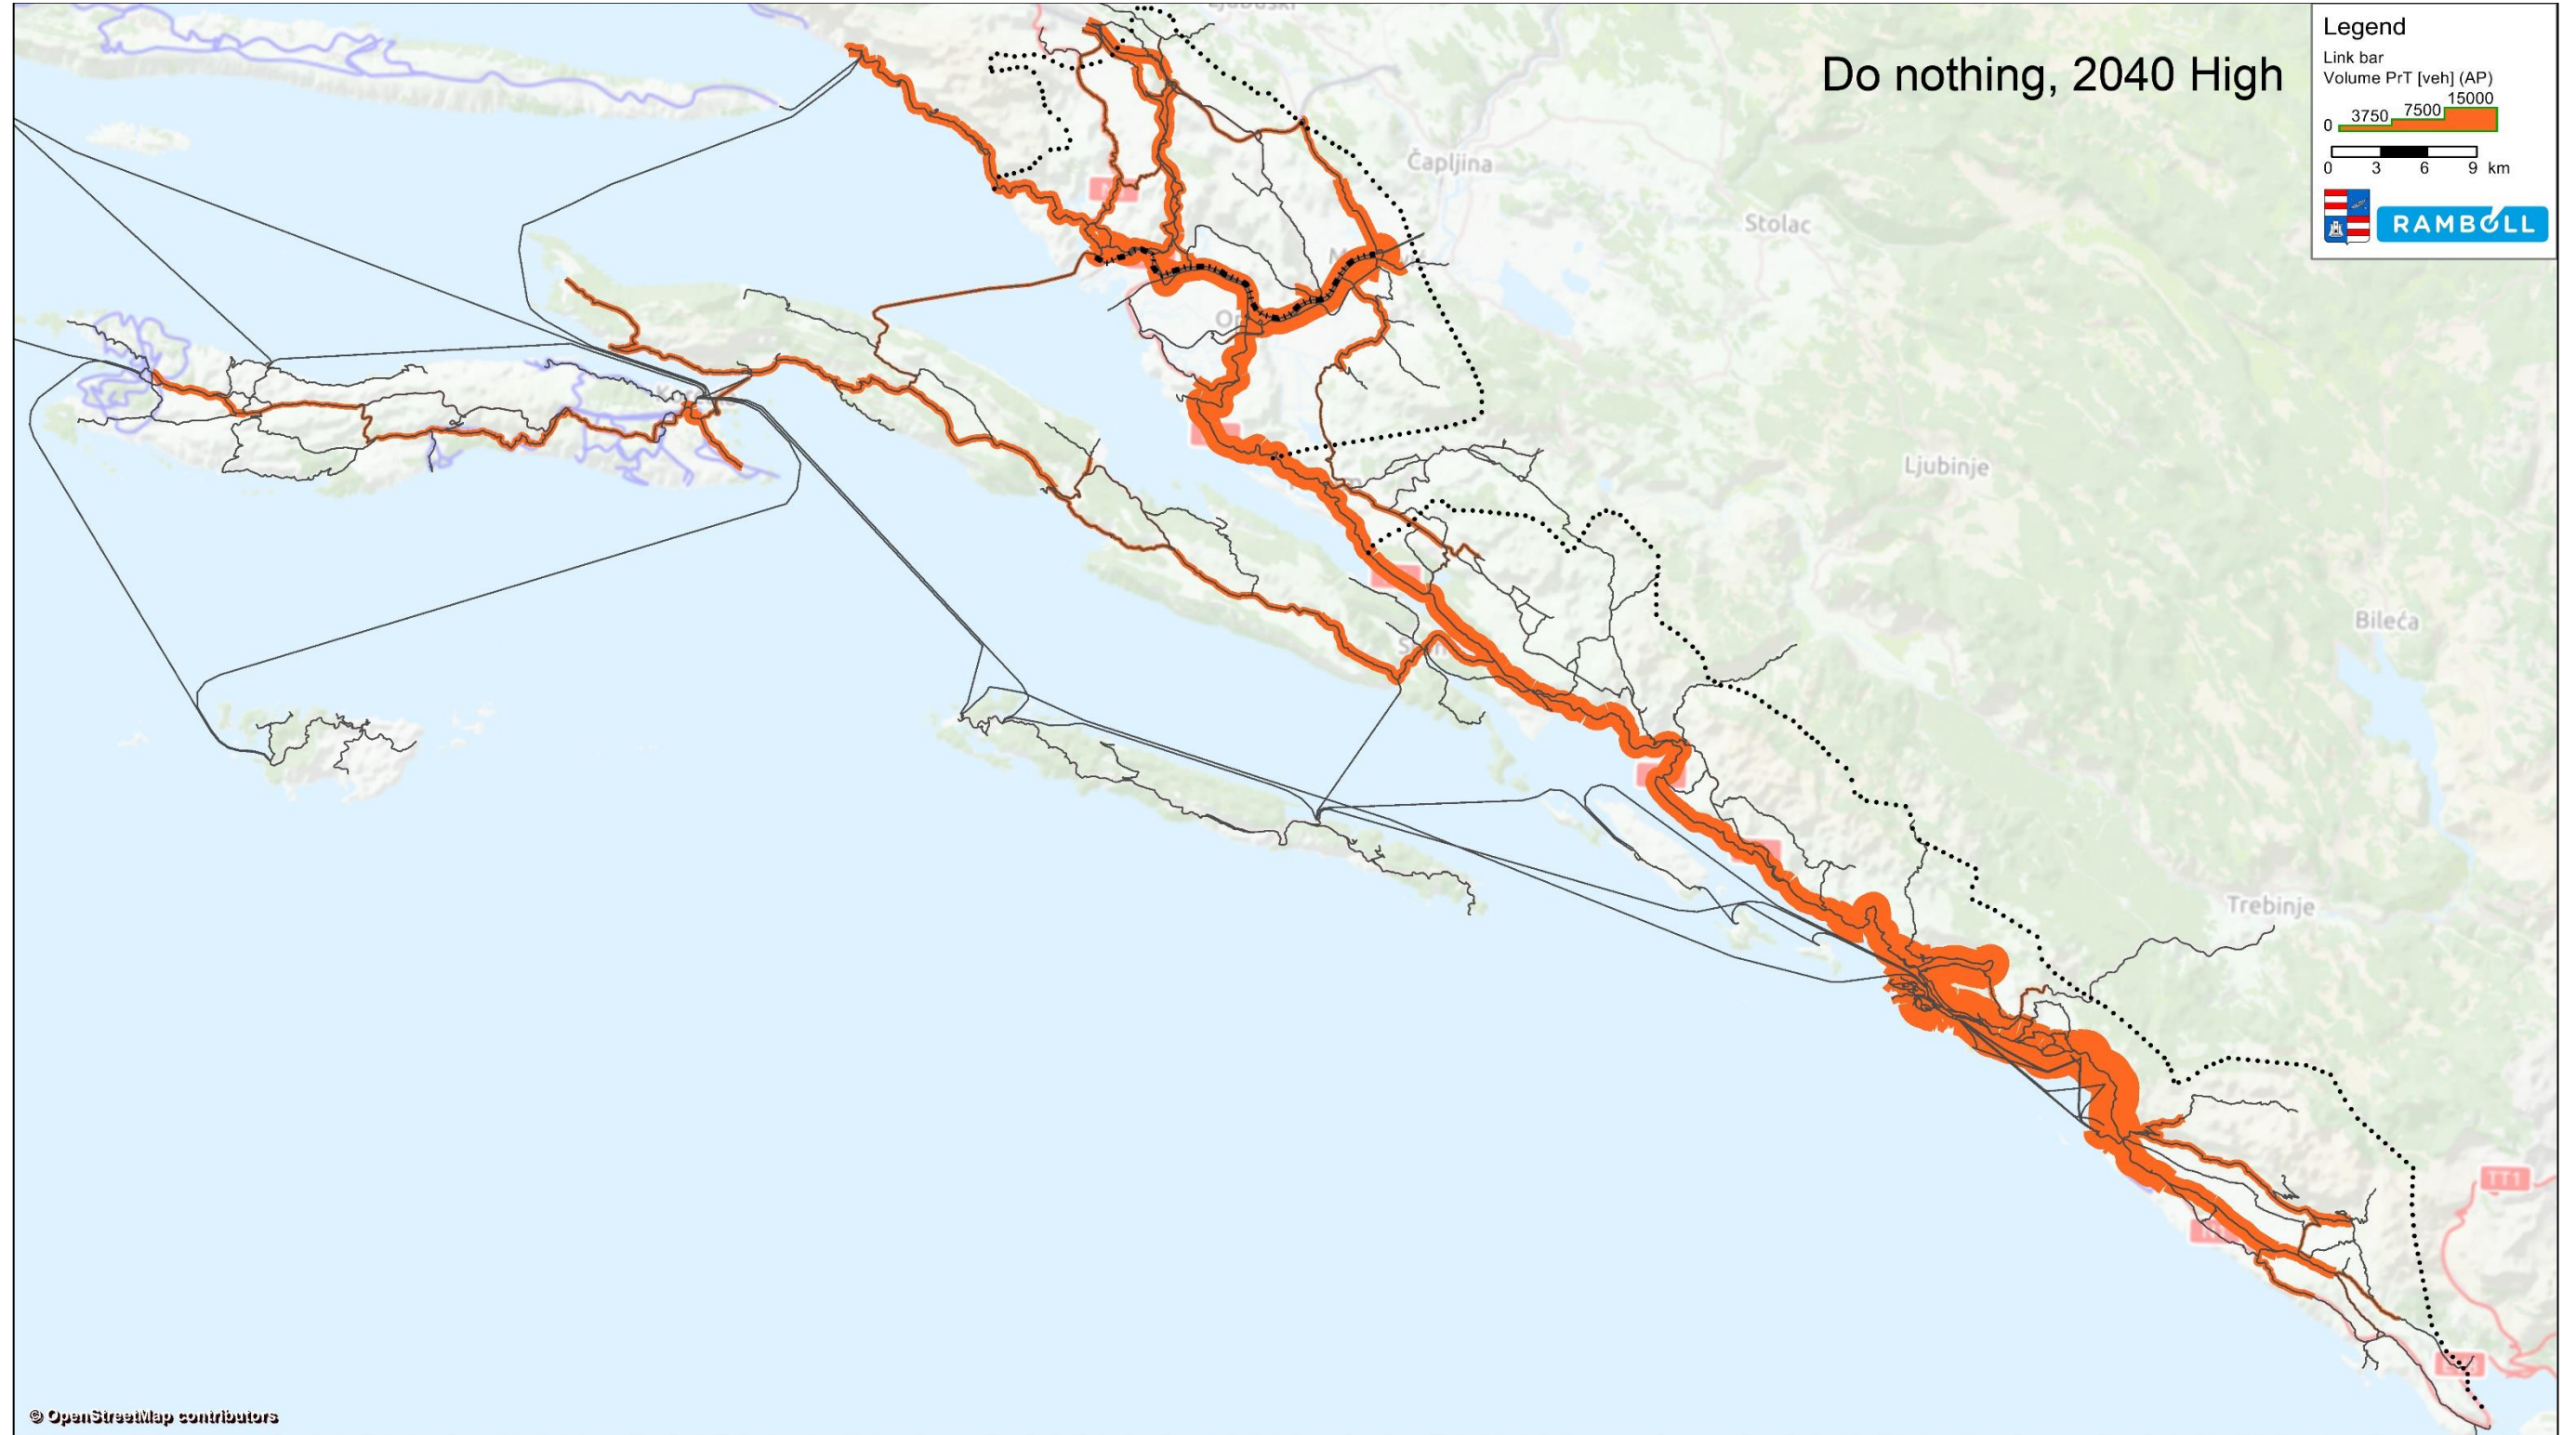 Do nothing, 2040 High
Legend
Link bar
Volume PrT [veh] (AP)
0 3750 7500 15000
0 3 6 9 km
RAMBOLL
Čapljina
Stolac
Ljubinje
Bileća
Trebinje
TT1
© OpenStreetMap contributors